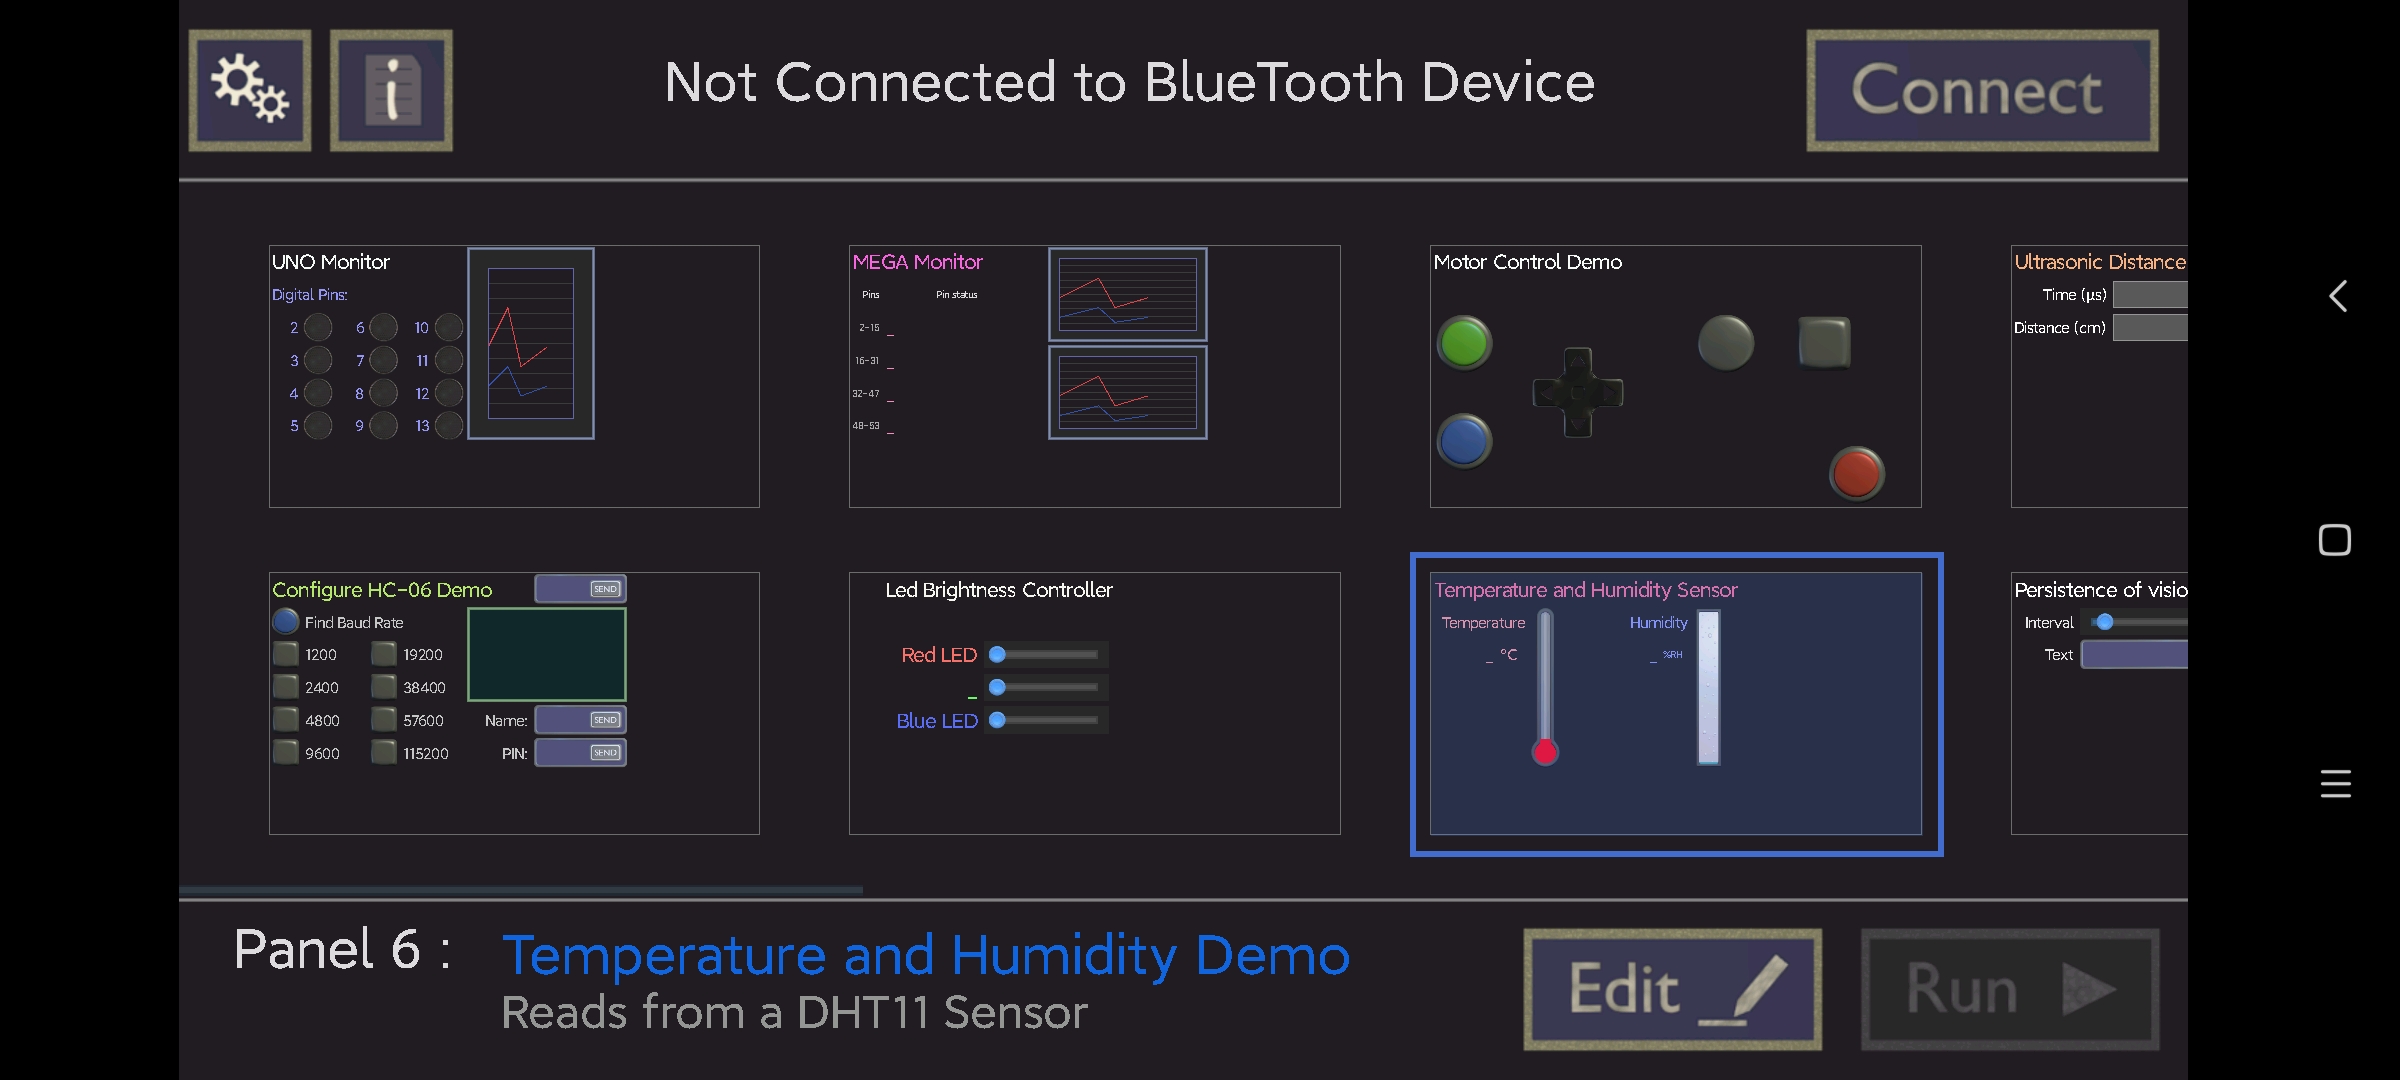 Not Connected to BlueTooth Device
Connect
UNO Monitor
Digital Pins:
2 6 10
3 7 11
4 8 12
5 9 13
MEGA Monitor
Pins Pin status
2-15 _
16-31 _
32-47 _
48-53 _
Motor Control Demo
Ultrasonic Distance
Time (µs)
Distance (cm)
Configure HC-06 Demo SEND
Find Baud Rate
1200 19200
2400 38400
4800 57600 Name: SEND
9600 115200 PIN: SEND
Led Brightness Controller
Red LED
_
Blue LED
Temperature and Humidity Sensor
Temperature Humidity
_ °C _ %RH
Persistence of visio
Interval
Text
Panel 6 : Temperature and Humidity Demo
Reads from a DHT11 Sensor
Edit
Run